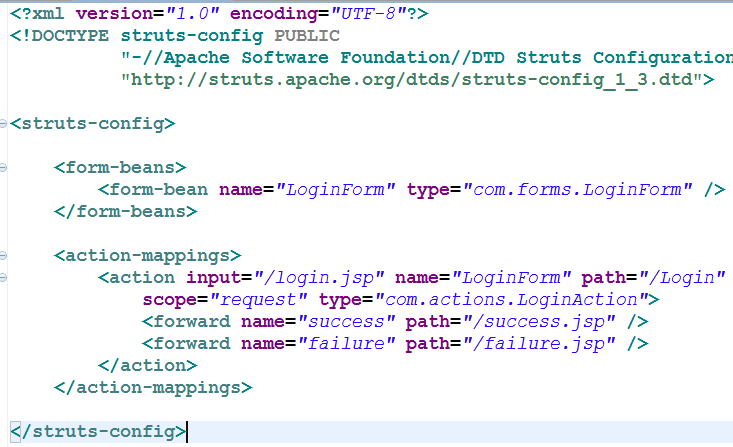 <?xml version="1.0" encoding="UTF-8"?>
<!DOCTYPE struts-config PUBLIC
"-//Apache Software Foundation//DTD Struts Configuration
"http://struts.apache.org/dtds/struts-config_1_3.dtd">
<struts-config>
<form-beans>
<form-bean name="LoginForm" type="com.forms.LoginForm" />
</form-beans>
<action-mappings>
<action input="/login.jsp" name="LoginForm" path="/Login"
scope="request" type="com.actions.LoginAction">
<forward name="success" path="/success.jsp" />
<forward name="failure" path="/failure.jsp" />
</action>
</action-mappings>
</struts-config>